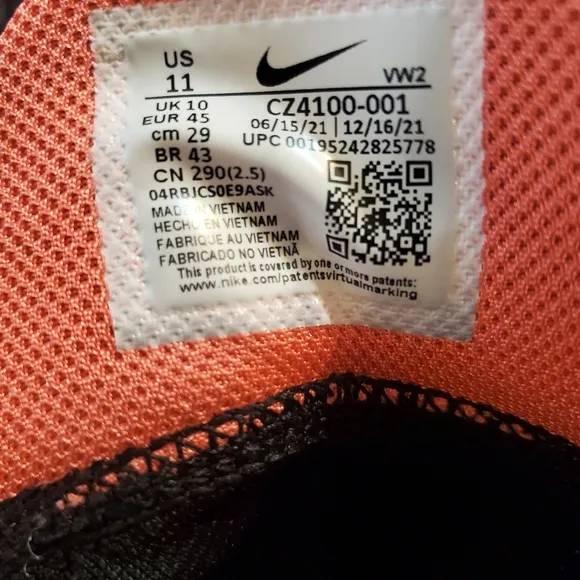 US
11
VW2
UK 10
CZ4100-001
EUR 45
06/15/21 | 12/16/21
cm 29
UPC 00195242825778
BR 43
CN 290(2.5)
04RBJCS0E9ASK
MADE IN VIETNAM
HECHO EN VIETNAM
FABRIQUE AU VIETNAM
FABRICADO NO VIETNÃ
This product is covered by one or more patents:
www.nike.com/patentsvirtualmarking